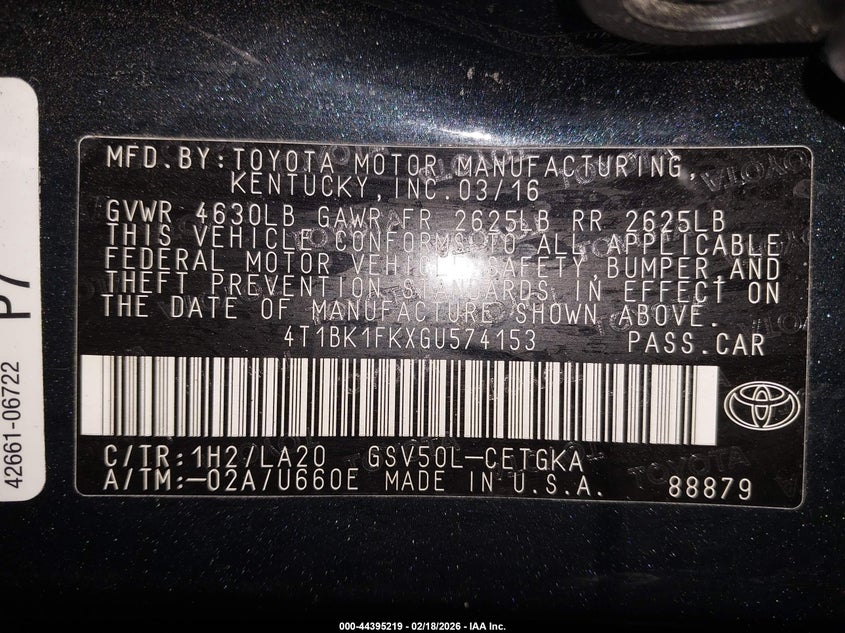 MFD.BY:TOYOTA MOTOR MANUFACTURING,
KENTUCKY,INC.03/16
GVWR 4630LB GAWR FR 2625LB RR 2625LB
THIS VEHICLE CONFORMS TO ALL APPLICABLE
FEDERAL MOTOR VEHICLE SAFETY,BUMPER,AND
THEFT PREVENTION STANDARDS IN EFFECT ON
THE DATE OF MANUFACTURE SHOWN ABOVE.
4T1BK1FKXGU574153 PASS.CAR
C/TR:1H2/LA20 GSV50L-CETGKA
A/TM:-02A/U660E MADE IN U.S.A. 88879
TOYOTA
P7
42661-06722
000-44395219 - 02/18/2026 - IAA Inc.